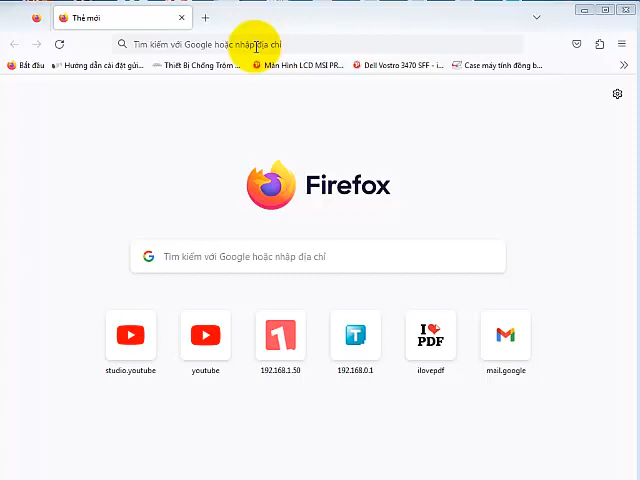 Thẻ mới
Tìm kiếm với Google hoặc nhập địa chỉ
Bắt đầu
Hướng dẫn cài đặt gửi...
Thiết Bị Chống Trộm ...
Màn Hình LCD MSI PR...
Dell Vostro 3470 SFF - i...
Case máy tính đồng b...
Firefox
Tìm kiếm với Google hoặc nhập địa chỉ
1
T
I
PDF
studio.youtube
youtube
192.168.1.50
192.168.0.1
ilovepdf
mail.google